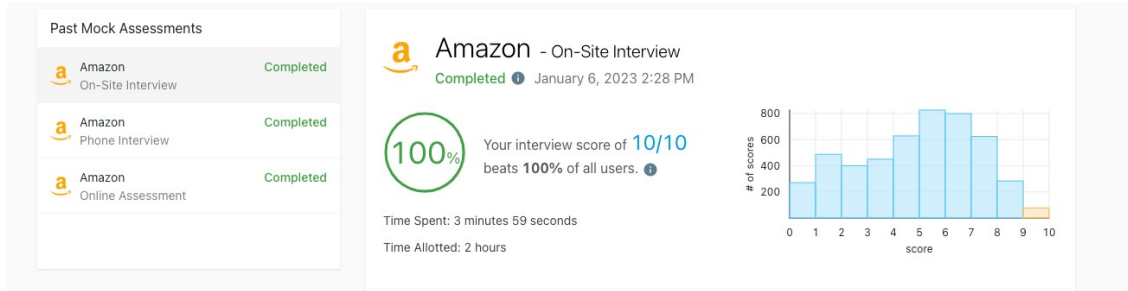 Past Mock Assessments
a Amazon Completed
On-Site Interview
a Amazon Completed
Phone Interview
a Amazon Completed
Online Assessment
a Amazon - On-Site Interview
Completed i January 6, 2023 2:28 PM
100%
Your interview score of 10/10
beats 100% of all users. i
Time Spent: 3 minutes 59 seconds
Time Allotted: 2 hours
# of scores
800
600
400
200
0 1 2 3 4 5 6 7 8 9 10
score